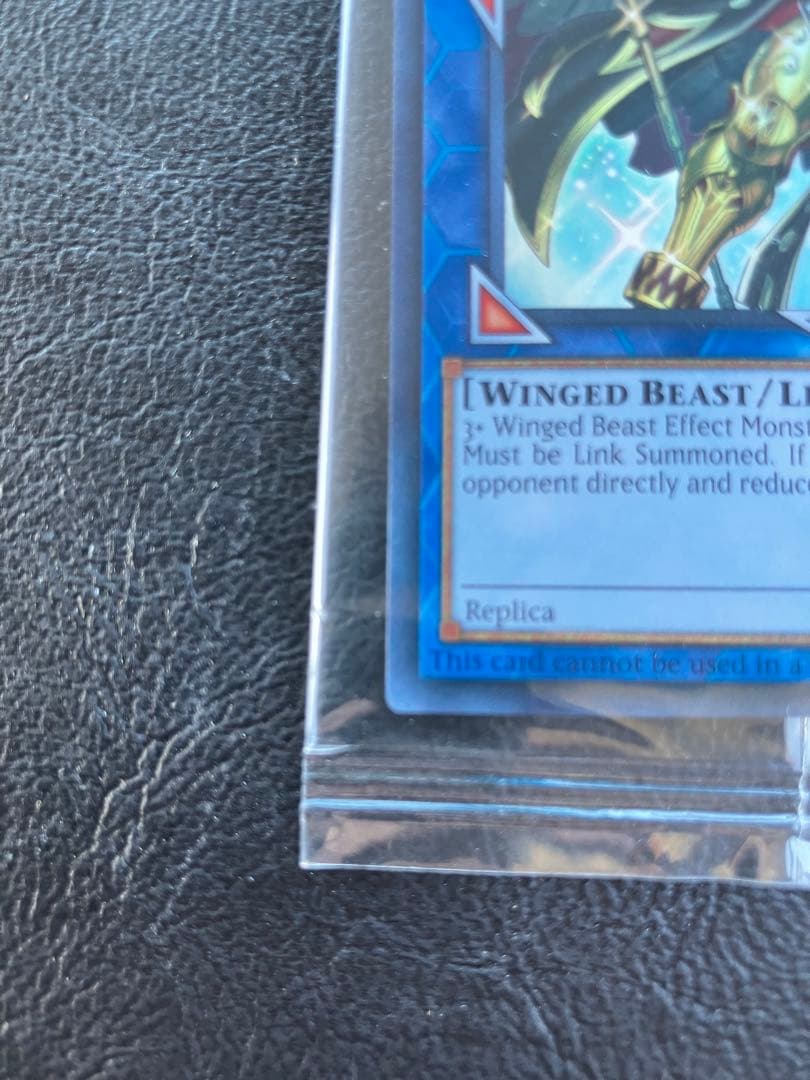 [WINGED BEAST/LI
3+ Winged Beast Effect Monst
Must be Link Summoned. If
opponent directly and reduce
Replica
This card cannot be used in a